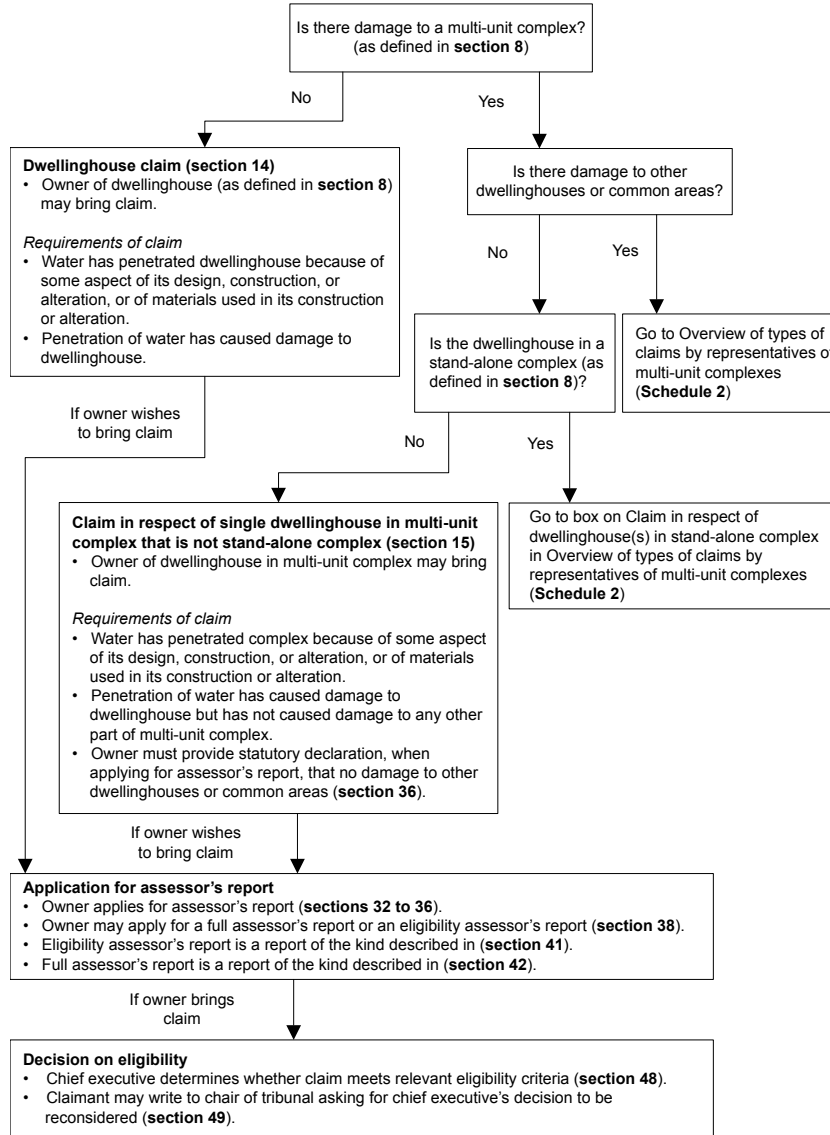 Is there damage to a multi-unit complex?
(as defined in section 8)
No
Yes
Dwellinghouse claim (section 14)
• Owner of dwellinghouse (as defined in section 8)
may bring claim.
Requirements of claim
• Water has penetrated dwellinghouse because of
some aspect of its design, construction, or
alteration, or of materials used in its construction
or alteration.
• Penetration of water has caused damage to
dwellinghouse.
Is there damage to other
dwellinghouses or common areas?
No
Yes
Is the dwellinghouse in a
stand-alone complex (as
defined in section 8)?
Go to Overview of types of
claims by representatives of
multi-unit complexes
(Schedule 2)
If owner wishes
to bring claim
No
Yes
Claim in respect of single dwellinghouse in multi-unit
complex that is not stand-alone complex (section 15)
• Owner of dwellinghouse in multi-unit complex may bring
claim.
Requirements of claim
• Water has penetrated complex because of some aspect
of its design, construction, or alteration, or of materials
used in its construction or alteration.
• Penetration of water has caused damage to
dwellinghouse but has not caused damage to any other
part of multi-unit complex.
• Owner must provide statutory declaration, when
applying for assessor’s report, that no damage to other
dwellinghouses or common areas (section 36).
Go to box on Claim in respect of
dwellinghouse(s) in stand-alone complex
in Overview of types of claims by
representatives of multi-unit complexes
(Schedule 2)
If owner wishes
to bring claim
Application for assessor’s report
• Owner applies for assessor’s report (sections 32 to 36).
• Owner may apply for a full assessor’s report or an eligibility assessor’s report (section 38).
• Eligibility assessor’s report is a report of the kind described in (section 41).
• Full assessor’s report is a report of the kind described in (section 42).
If owner brings
claim
Decision on eligibility
• Chief executive determines whether claim meets relevant eligibility criteria (section 48).
• Claimant may write to chair of tribunal asking for chief executive’s decision to be
reconsidered (section 49).